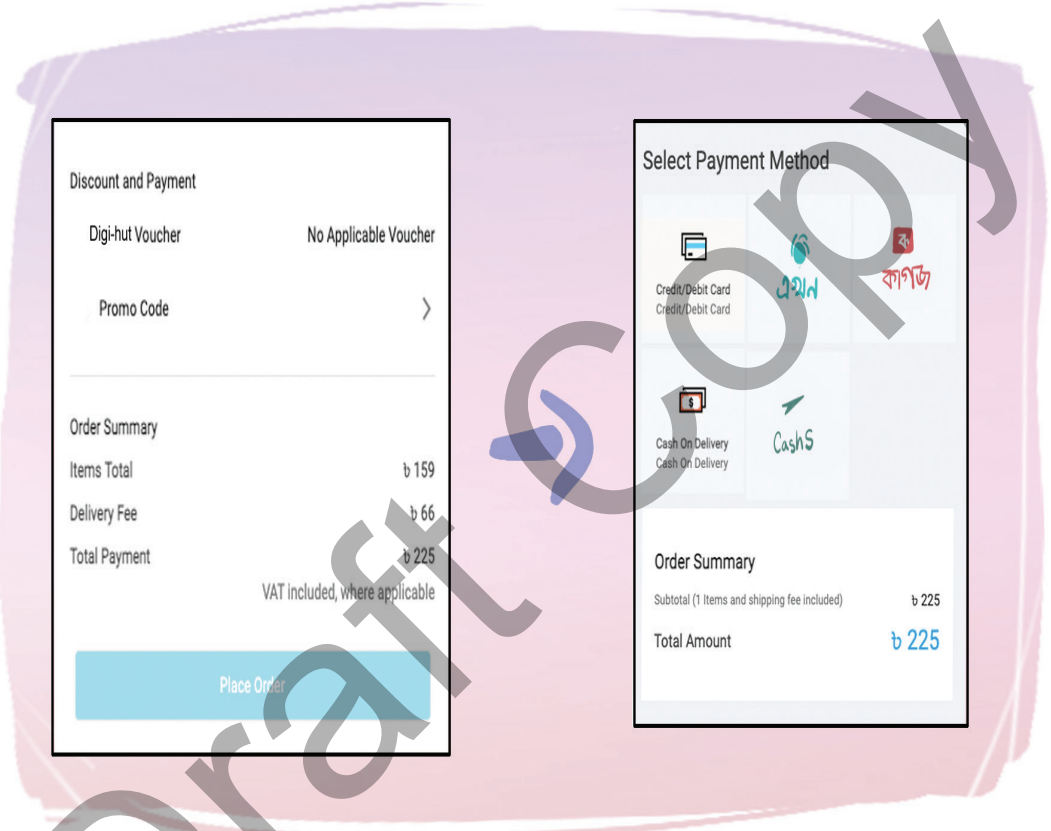 Discount and Payment
Digi-hut Voucher No Applicable Voucher
Promo Code
Order Summary
Items Total ৳ 159
Delivery Fee ৳ 66
Total Payment ৳ 225
VAT included, where applicable
Place Order
Select Payment Method
Credit/Debit Card
Credit/Debit Card
এখন
ক
কাগজ
$
Cash On Delivery
Cash On Delivery
CashS
Order Summary
Subtotal (1 Items and shipping fee included) ৳ 225
Total Amount ৳ 225
Draft Copy